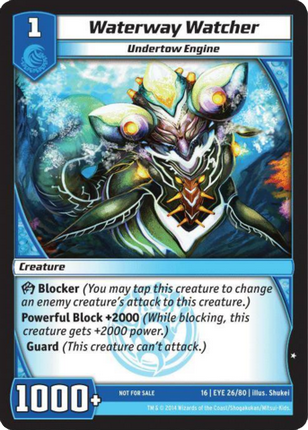 1
Waterway Watcher
Undertow Engine
Creature
Blocker (You may tap this creature to change
an enemy creature's attack to this creature.)
Powerful Block +2000 (While blocking, this
creature gets +2000 power.)
Guard (This creature can't attack.)
1000+
NOT FOR SALE
16 | EYE 26/80 | illus. Shukei
TM & © 2014 Wizards of the Coast/Shogakukan/Mitsui-Kids